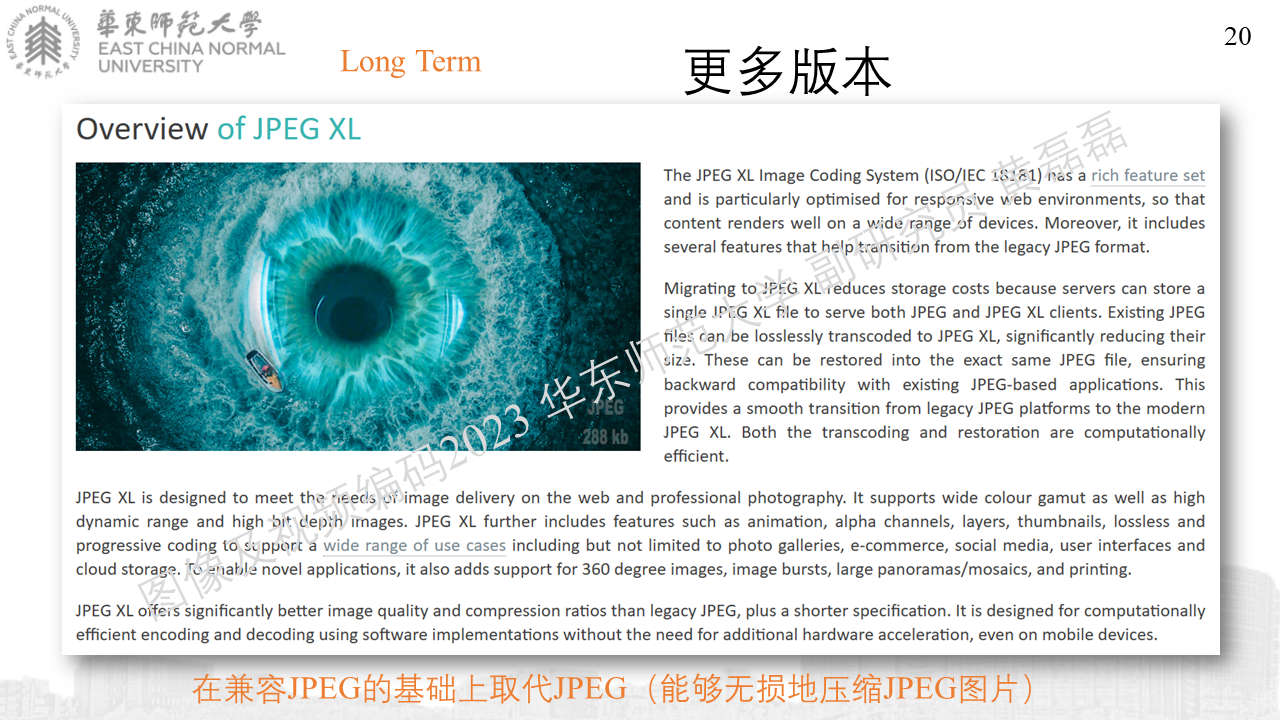 EAST CHINA NORMAL UNIVERSITY
華東師範大學
華東師範大學
EAST CHINA NORMAL
UNIVERSITY
Long Term
更多版本
20
Overview of JPEG XL
JPEG
288 kb
The JPEG XL Image Coding System (ISO/IEC 18181) has a rich feature set
and is particularly optimised for responsive web environments, so that
content renders well on a wide range of devices. Moreover, it includes
several features that help transition from the legacy JPEG format.
Migrating to JPEG XL reduces storage costs because servers can store a
single JPEG XL file to serve both JPEG and JPEG XL clients. Existing JPEG
files can be losslessly transcoded to JPEG XL, significantly reducing their
size. These can be restored into the exact same JPEG file, ensuring
backward compatibility with existing JPEG-based applications. This
provides a smooth transition from legacy JPEG platforms to the modern
JPEG XL. Both the transcoding and restoration are computationally
efficient.
JPEG XL is designed to meet the needs of image delivery on the web and professional photography. It supports wide colour gamut as well as high
dynamic range and high bit depth images. JPEG XL further includes features such as animation, alpha channels, layers, thumbnails, lossless and
progressive coding to support a wide range of use cases including but not limited to photo galleries, e-commerce, social media, user interfaces and
cloud storage. To enable novel applications, it also adds support for 360 degree images, image bursts, large panoramas/mosaics, and printing.
JPEG XL offers significantly better image quality and compression ratios than legacy JPEG, plus a shorter specification. It is designed for computationally
efficient encoding and decoding using software implementations without the need for additional hardware acceleration, even on mobile devices.
图像及视频编码2023 华东师范大学 副研究员 黄磊磊
在兼容JPEG的基础上取代JPEG（能够无损地压缩JPEG图片）